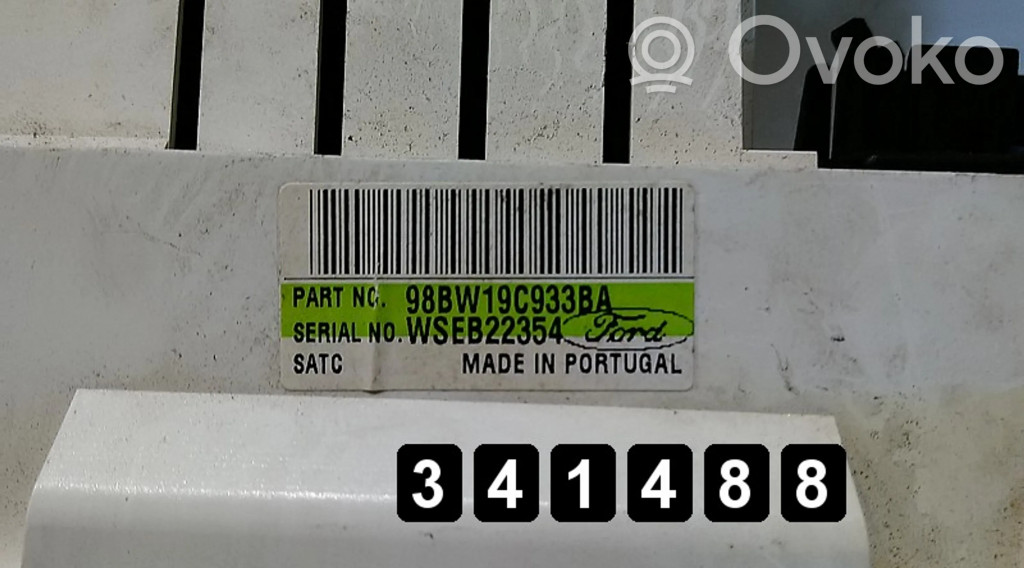 Ovoko
PART NO. 98BW19C933BA
SERIAL NO. WSEB22354 Ford
SATC MADE IN PORTUGAL
341488